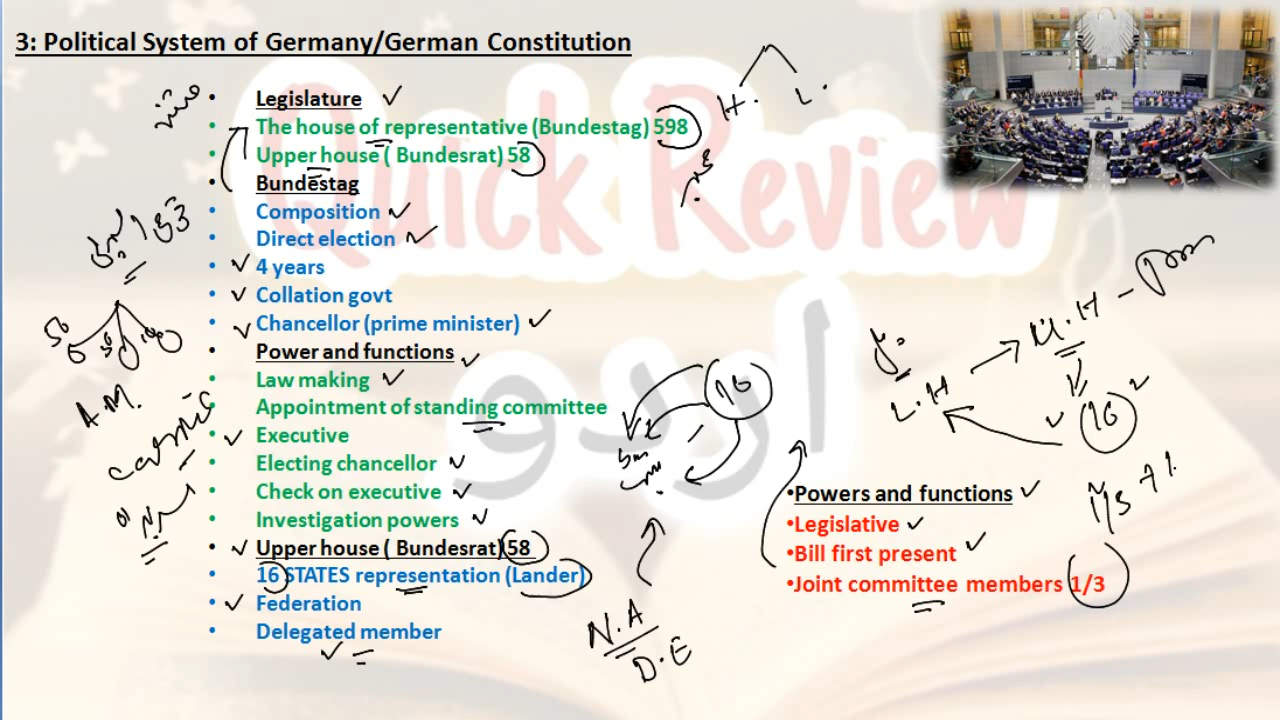 3: Political System of Germany/German Constitution
Legislature
The house of representative (Bundestag) 598
Upper house ( Bundesrat) 58
Bundestag
Composition
Direct election
4 years
Collation govt
Chancellor (prime minister)
Power and functions
Law making
Appointment of standing committee
Executive
Electing chancellor
Check on executive
Investigation powers
Upper house ( Bundesrat) 58
16 STATES representation (Lander)
Federation
Delegated member
•Powers and functions
•Legislative
•Bill first present
•Joint committee members 1/3
Quick Review
اردو
H. L.
A.M.
16
N.A
D.E
L.H
U.H
16